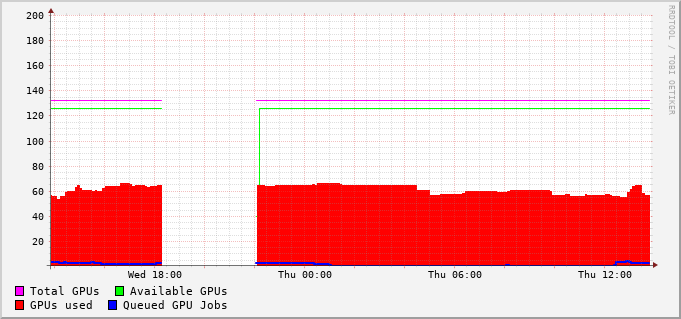 200
180
160
140
120
100
80
60
40
20
Wed 18:00 Thu 00:00 Thu 06:00 Thu 12:00
Total GPUs Available GPUs
GPUs used Queued GPU Jobs
RRDTOOL / TOBI OETIKER